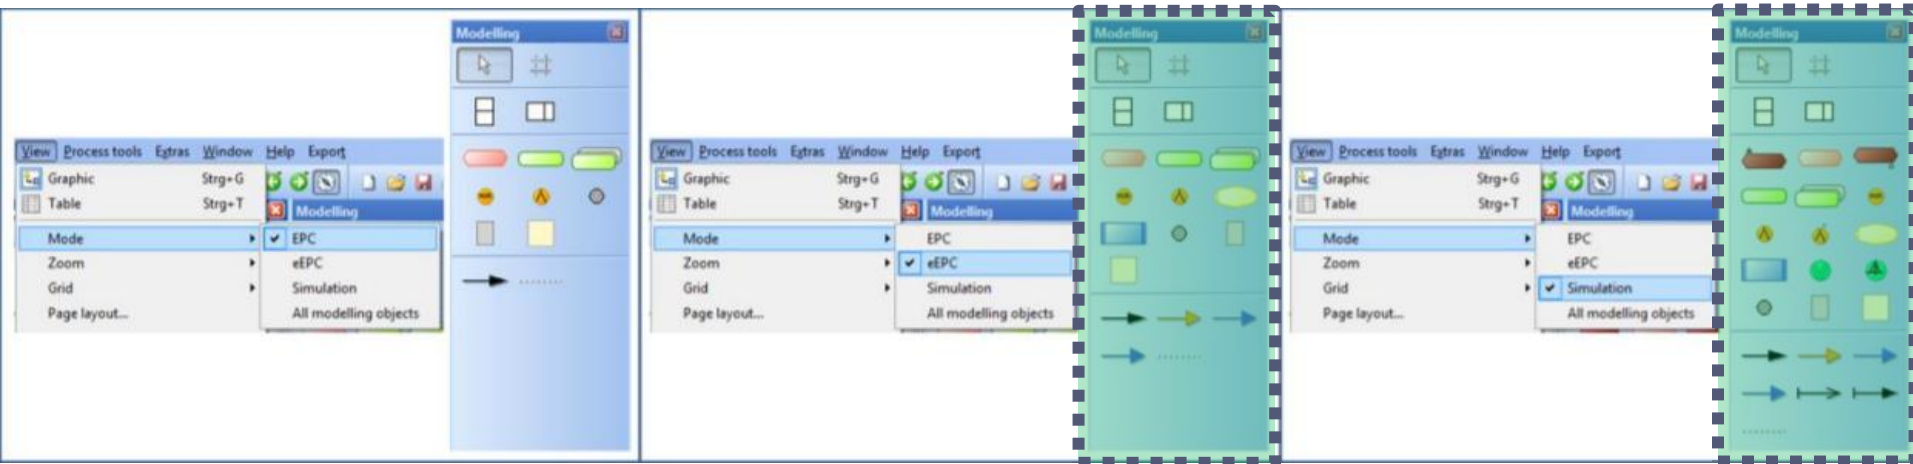 Modelling
View Process tools Extras Window Help Export
Graphic Strg+G
Table Strg+T
Modelling
Mode EPC
Zoom eEPC
Grid Simulation
Page layout... All modelling objects
Modelling
View Process tools Extras Window Help Export
Graphic Strg+G
Table Strg+T
Modelling
Mode EPC
Zoom eEPC
Grid Simulation
Page layout... All modelling objects
Modelling
View Process tools Extras Window Help Export
Graphic Strg+G
Table Strg+T
Modelling
Mode EPC
Zoom eEPC
Grid Simulation
Page layout... All modelling objects